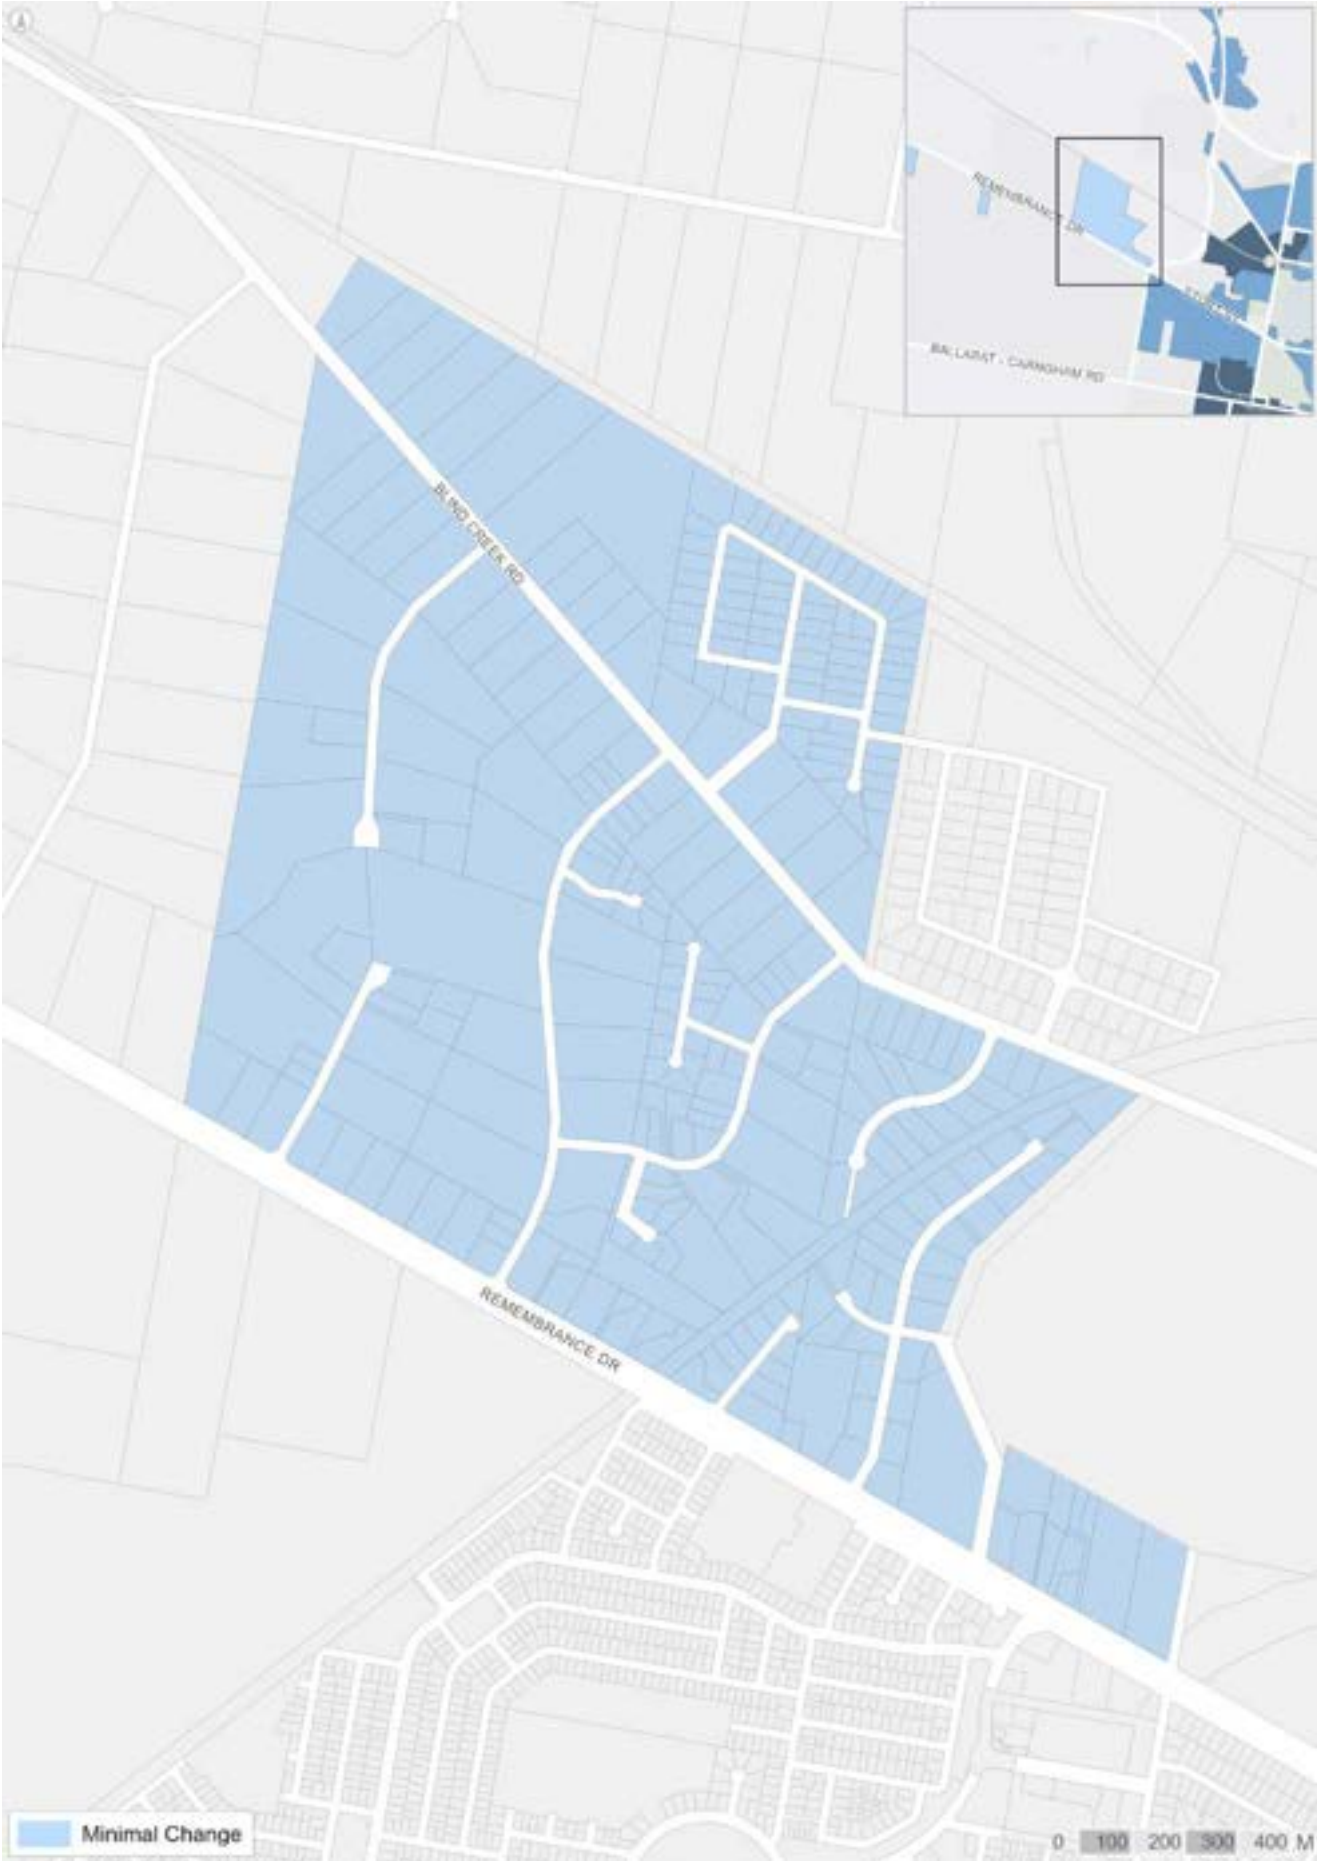 REMEMBRANCE DR
BALLARAT - CARNGHAM RD
BLIND CREEK RD
REMEMBRANCE DR
Minimal Change
0 100 200 300 400 M